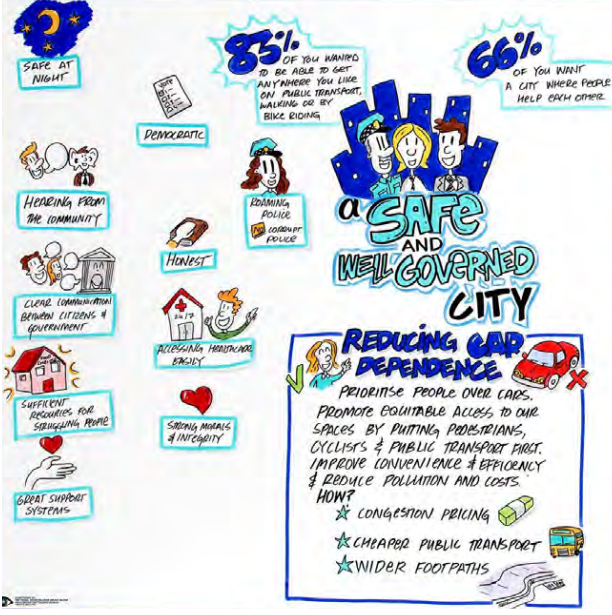 SAFE AT
NIGHT
83%
OF YOU WANTED
TO BE ABLE TO GET
ANYWHERE YOU LIKE
ON PUBLIC TRANSPORT,
WALKING OR BY
BIKE RIDING
66%
OF YOU WANT
A CITY WHERE PEOPLE
HELP EACH OTHER
VOTE
DEMOCRATIC
HEARING FROM
THE COMMUNITY
ROAMING
POLICE
NO CORRUPT
POLICE
a SAFE
AND
WELL GOVERNED
CITY
HONEST
CLEAR COMMUNICATION
BETWEEN CITIZENS &
GOVERNMENT
24/7
ACCESSING HEALTHCARE
EASILY
SUFFICENT
RESOURCES FOR
STRUGGLING PEOPLE
STRONG MORALS
& INTEGRITY
GREAT SUPPORT
SYSTEMS
REDUCING CAR
DEPENDENCE
PRIORITISE PEOPLE OVER CARS.
PROMOTE EQUITABLE ACCESS TO OUR
SPACES BY PUTTING PEDESTRIANS,
CYCLISTS & PUBLIC TRANSPORT FIRST.
IMPROVE CONVENIENCE & EFFICIENCY
& REDUCE POLLUTION AND COSTS.
HOW?
CONGESTION PRICING
CHEAPER PUBLIC TRANSPORT
WIDER FOOTPATHS